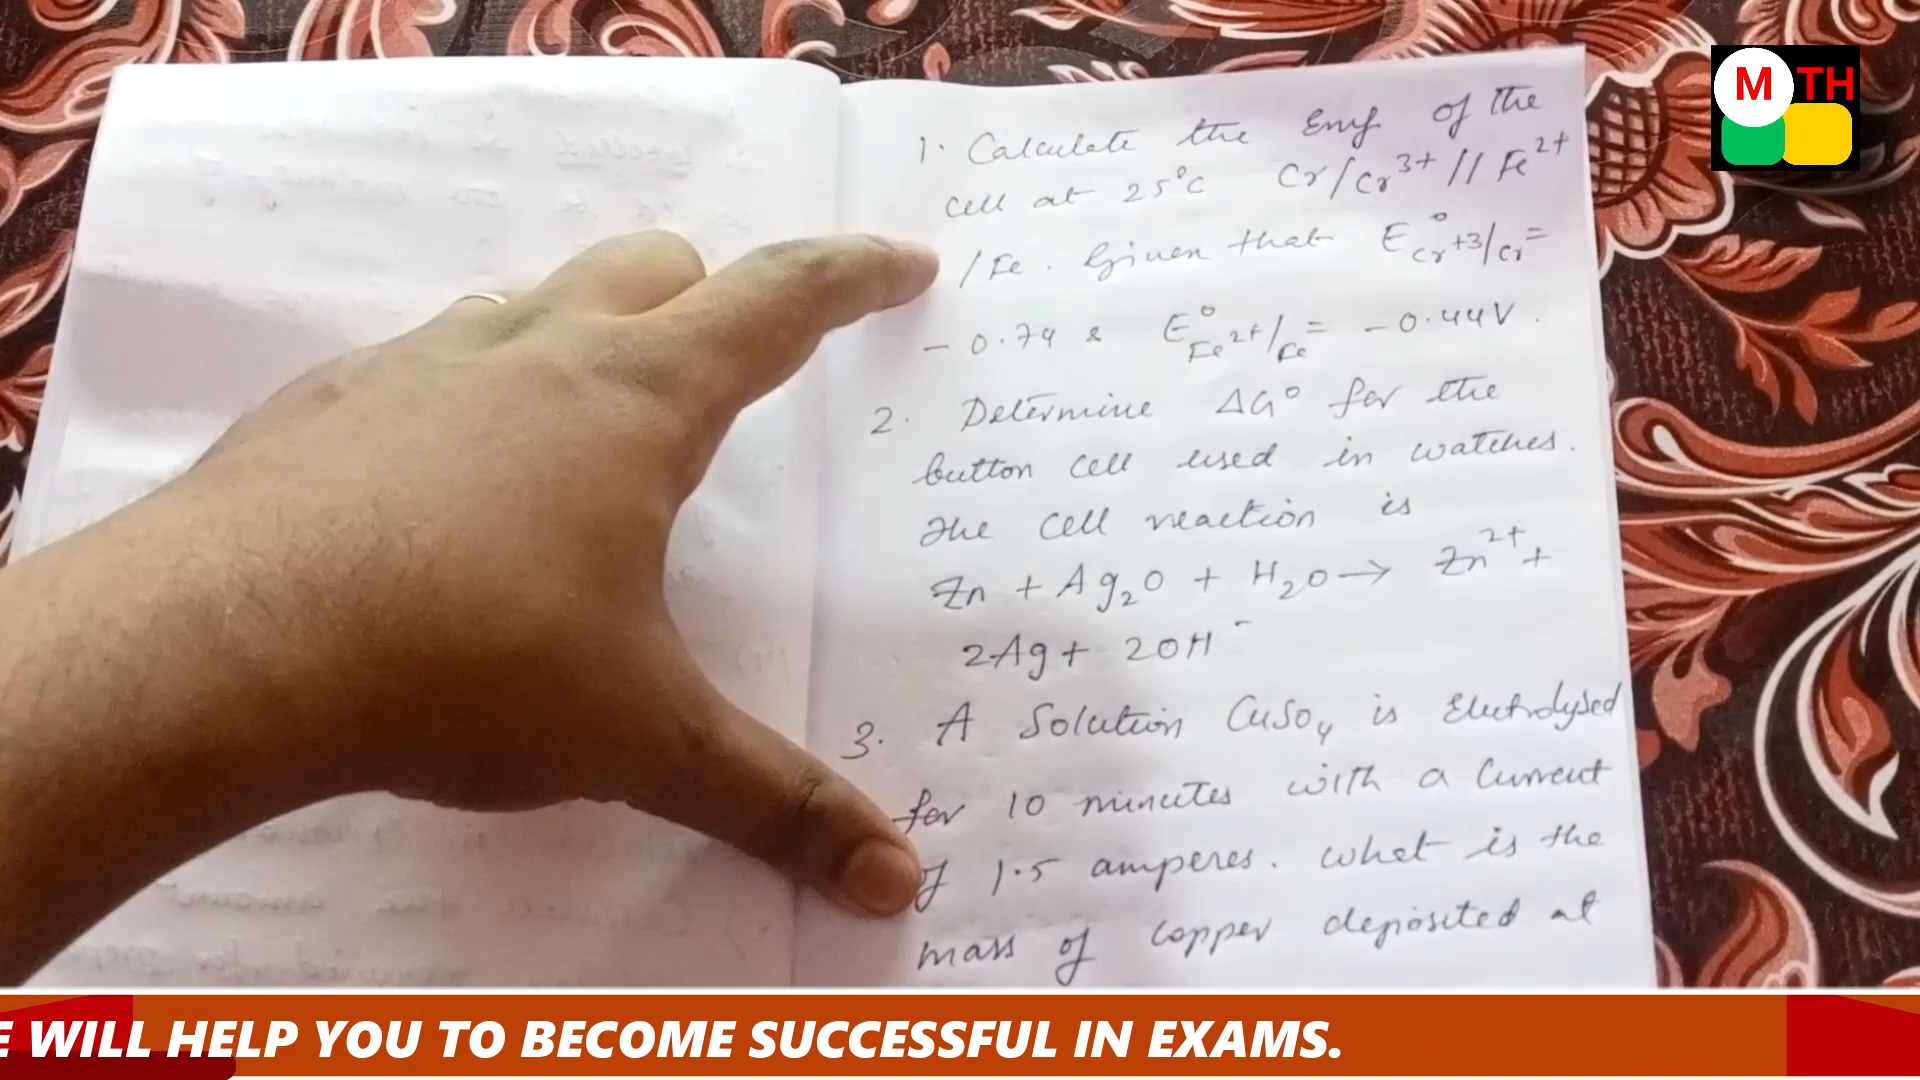 M TH
1. Calculate the Emf of the
cell at 25°C Cr/Cr³⁺//Fe²⁺
/Fe. Given that E°Cr⁺³/Cr =
- 0.74 & E°Fe²⁺/Fe = -0.44V.
2. Determine ΔG° for the
button cell used in watches.
The cell reaction is
Zn + Ag₂O + H₂O → Zn²⁺ +
2Ag + 2OH⁻
3. A Solution CuSO₄ is Electrolysed
for 10 minutes with a Current
of 1.5 amperes. What is the
mass of copper deposited at
E WILL HELP YOU TO BECOME SUCCESSFUL IN EXAMS.